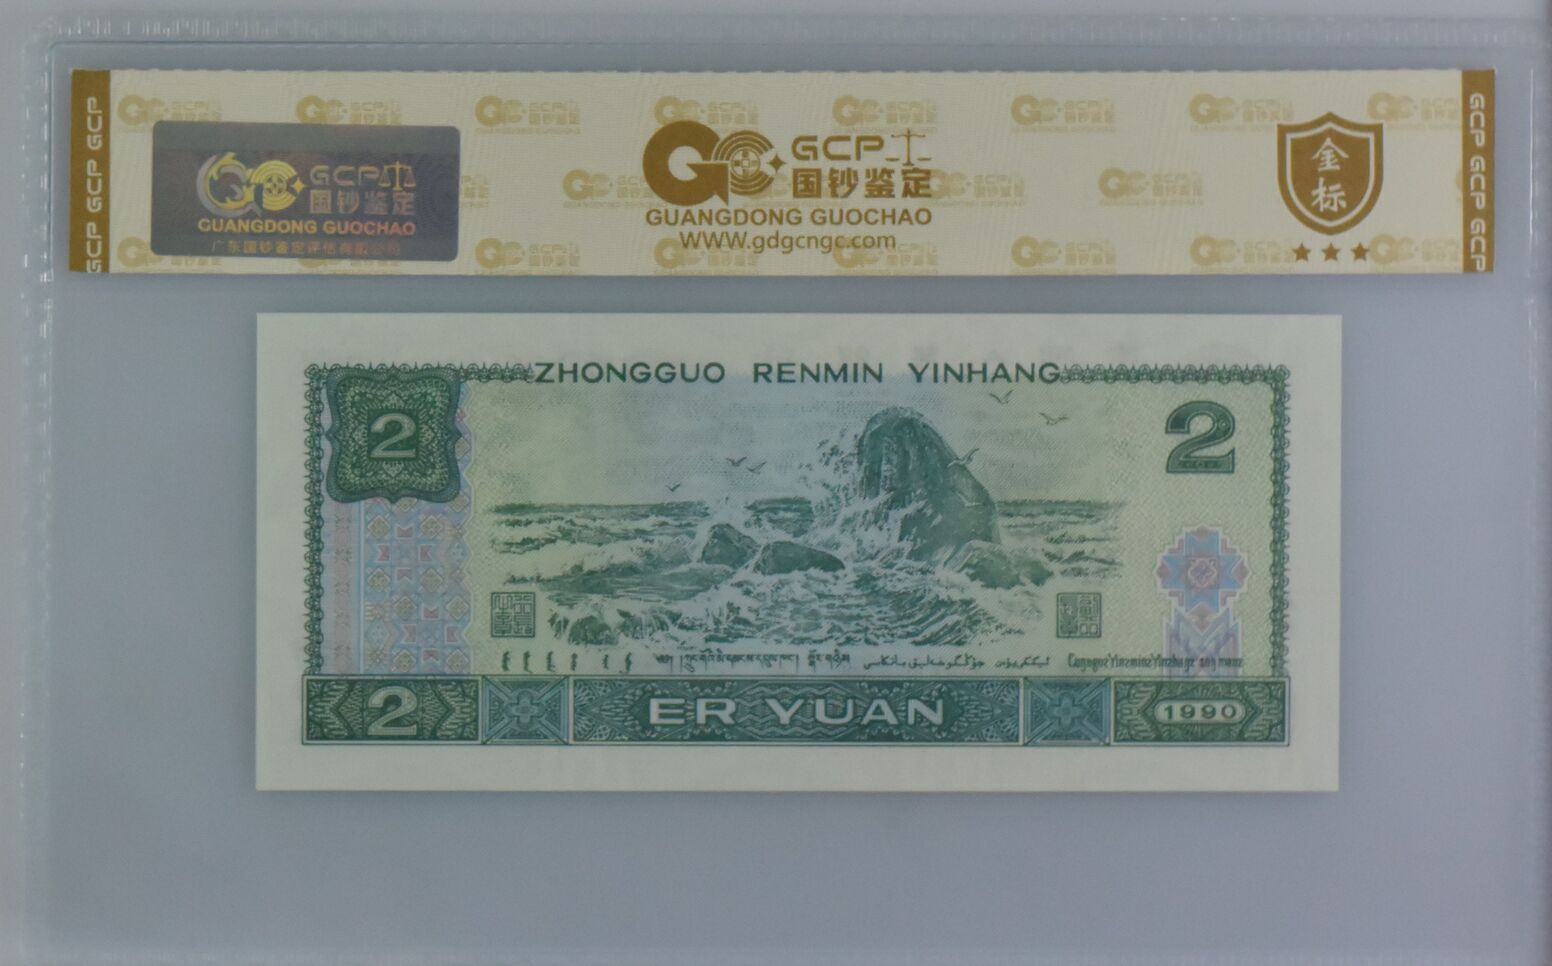 GCP GCP GCP
GCP
国钞鉴定
GUANGDONG GUOCHAO
广东国钞鉴定评估有限公司
GCP
国钞鉴定
GUANGDONG GUOCHAO
WWW.gdgcngc.com
金
标
GCP GCP GCP
ZHONGGUO RENMIN YINHANG
2
2
2
ER YUAN
1990